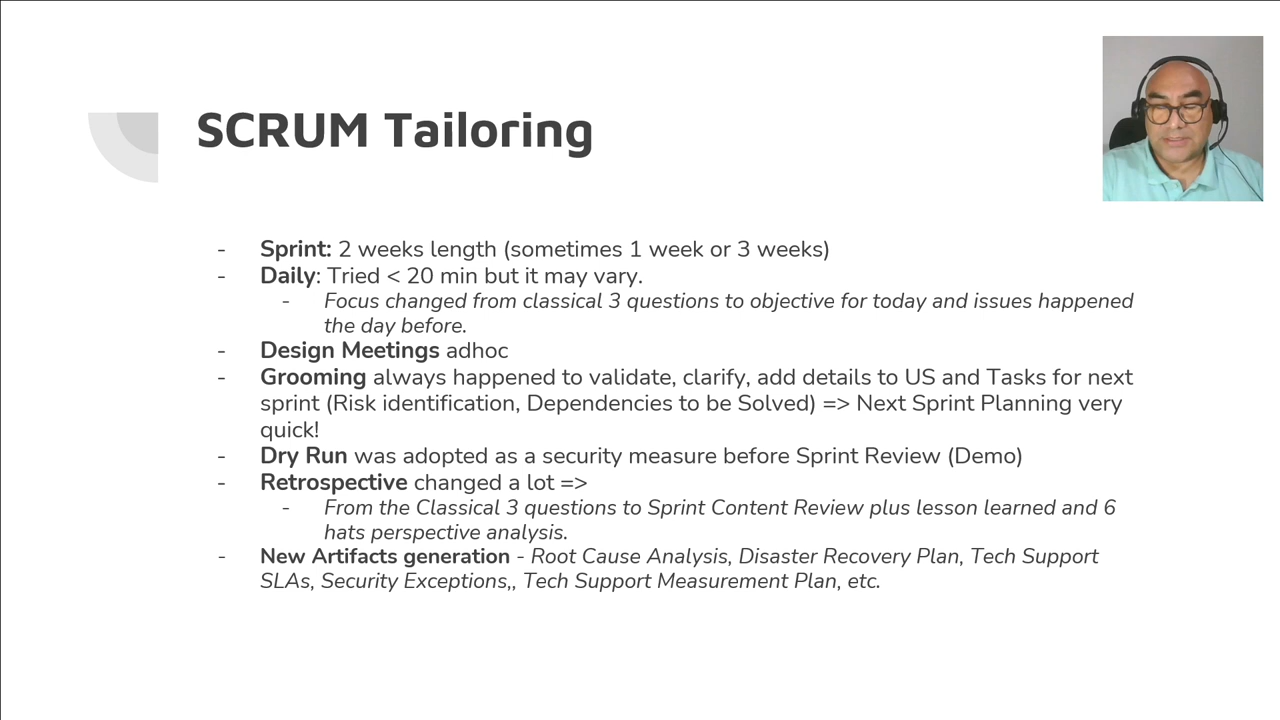 SCRUM Tailoring
- Sprint: 2 weeks length (sometimes 1 week or 3 weeks)
- Daily: Tried < 20 min but it may vary.
- Focus changed from classical 3 questions to objective for today and issues happened
the day before.
- Design Meetings adhoc
- Grooming always happened to validate, clarify, add details to US and Tasks for next
sprint (Risk identification, Dependencies to be Solved) => Next Sprint Planning very
quick!
- Dry Run was adopted as a security measure before Sprint Review (Demo)
- Retrospective changed a lot =>
- From the Classical 3 questions to Sprint Content Review plus lesson learned and 6
hats perspective analysis.
- New Artifacts generation - Root Cause Analysis, Disaster Recovery Plan, Tech Support
SLAs, Security Exceptions,, Tech Support Measurement Plan, etc.